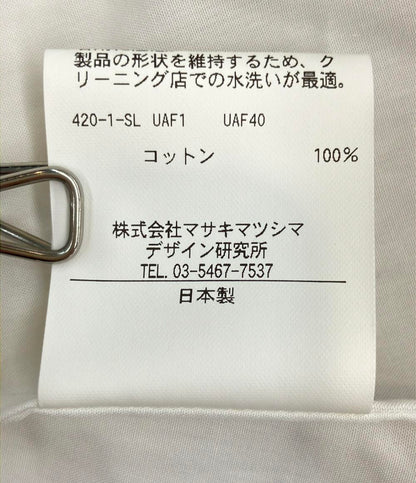 製品の形状を維持するため、ク
リーニング店での水洗いが最適。
420-1-SL UAF1 UAF40
コットン 100%
株式会社マサキマツシマ
デザイン研究所
TEL. 03-5467-7537
日本製